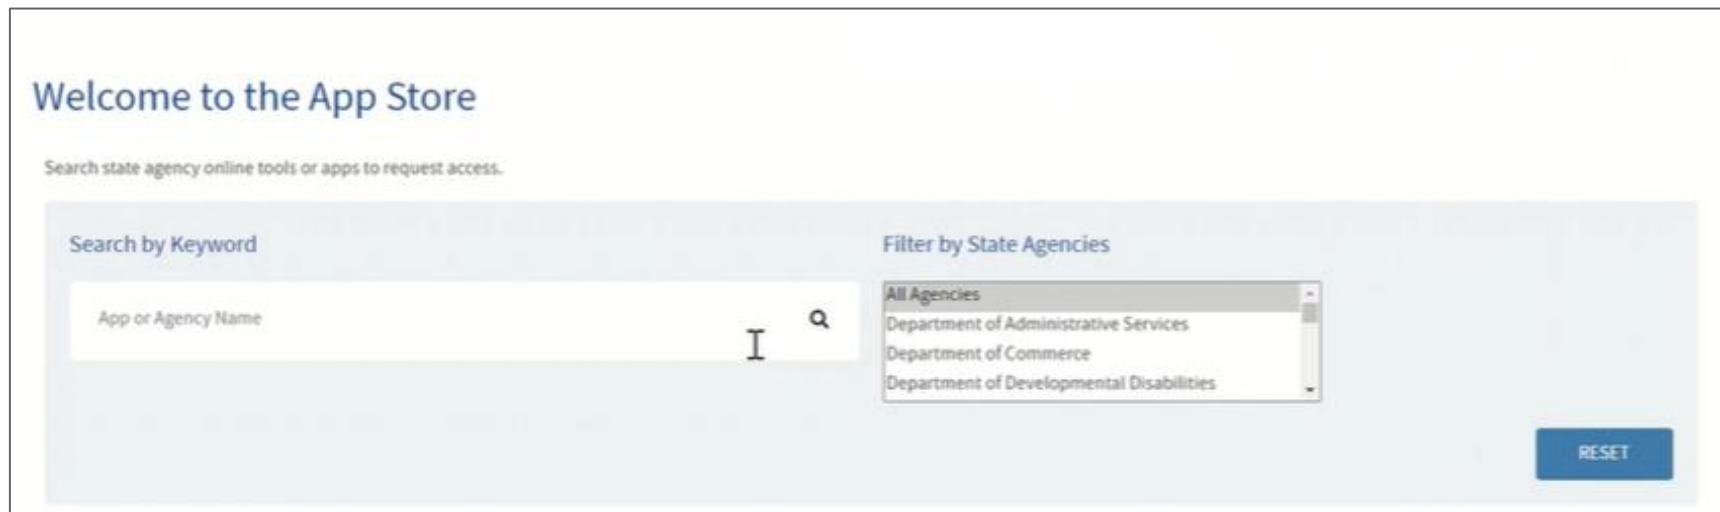 Welcome to the App Store
Search state agency online tools or apps to request access.
Search by Keyword
App or Agency Name
Filter by State Agencies
All Agencies
Department of Administrative Services
Department of Commerce
Department of Developmental Disabilities
RESET